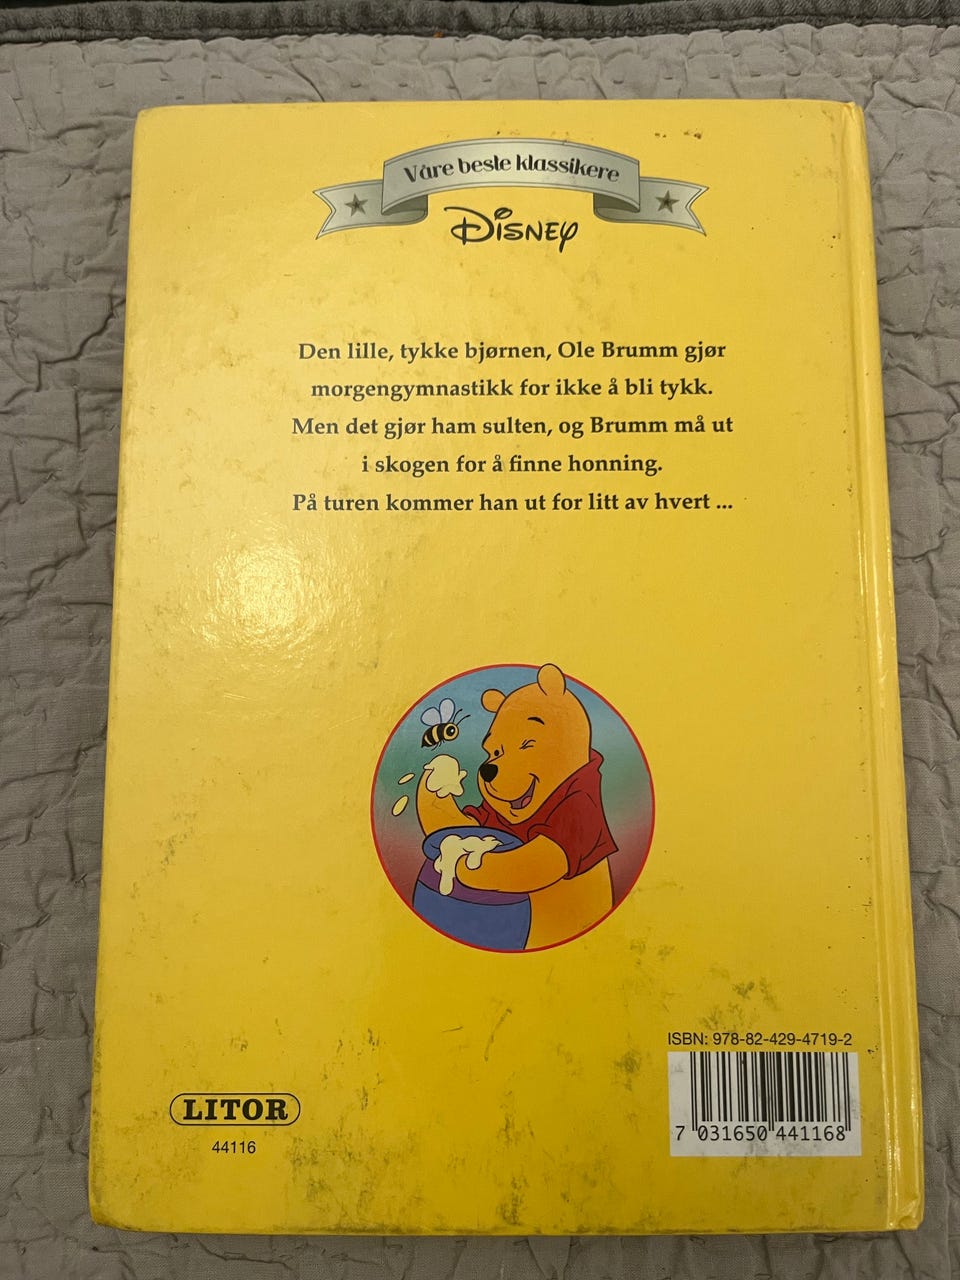 Våre beste klassikere
Disney
Den lille, tykke bjørnen, Ole Brumm gjør
morgengymnastikk for ikke å bli tykk.
Men det gjør ham sulten, og Brumm må ut
i skogen for å finne honning.
På turen kommer han ut for litt av hvert ...
ISBN: 978-82-429-4719-2
7 031650 441168
LITOR
44116